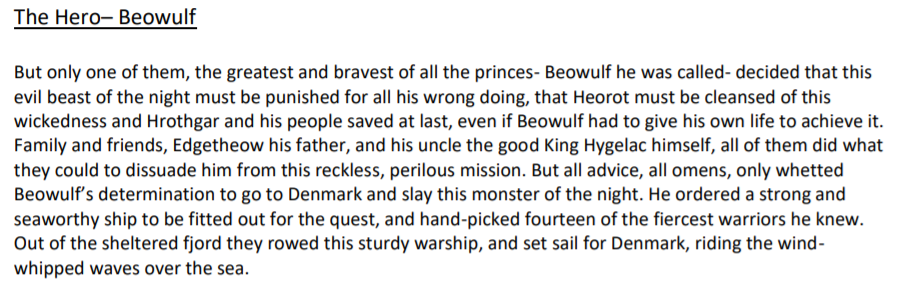 The Hero– Beowulf
But only one of them, the greatest and bravest of all the princes- Beowulf he was called- decided that this
evil beast of the night must be punished for all his wrong doing, that Heorot must be cleansed of this
wickedness and Hrothgar and his people saved at last, even if Beowulf had to give his own life to achieve it.
Family and friends, Edgetheow his father, and his uncle the good King Hygelac himself, all of them did what
they could to dissuade him from this reckless, perilous mission. But all advice, all omens, only whetted
Beowulf’s determination to go to Denmark and slay this monster of the night. He ordered a strong and
seaworthy ship to be fitted out for the quest, and hand-picked fourteen of the fiercest warriors he knew.
Out of the sheltered fjord they rowed this sturdy warship, and set sail for Denmark, riding the wind-
whipped waves over the sea.